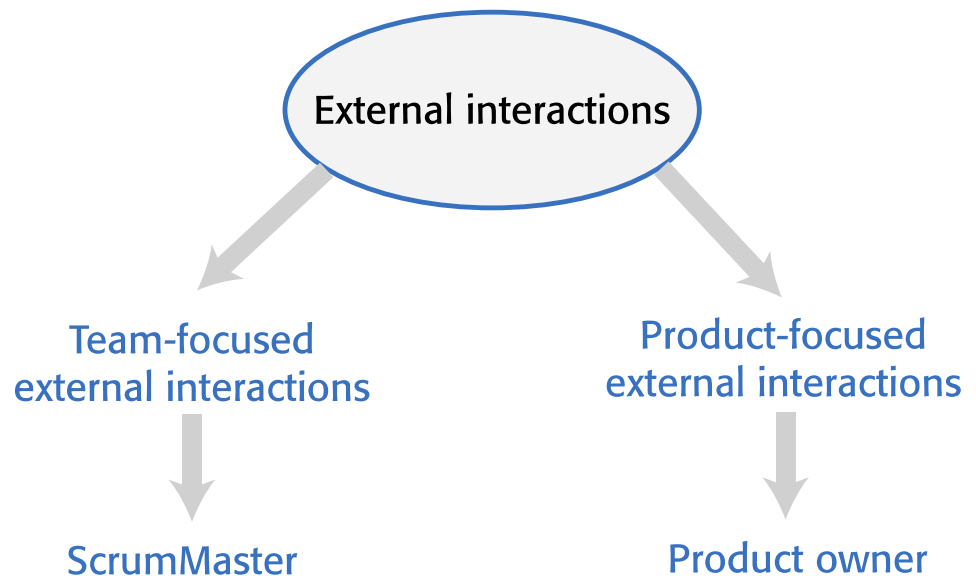 External interactions
Team-focused
external interactions
Product-focused
external interactions
ScrumMaster
Product owner